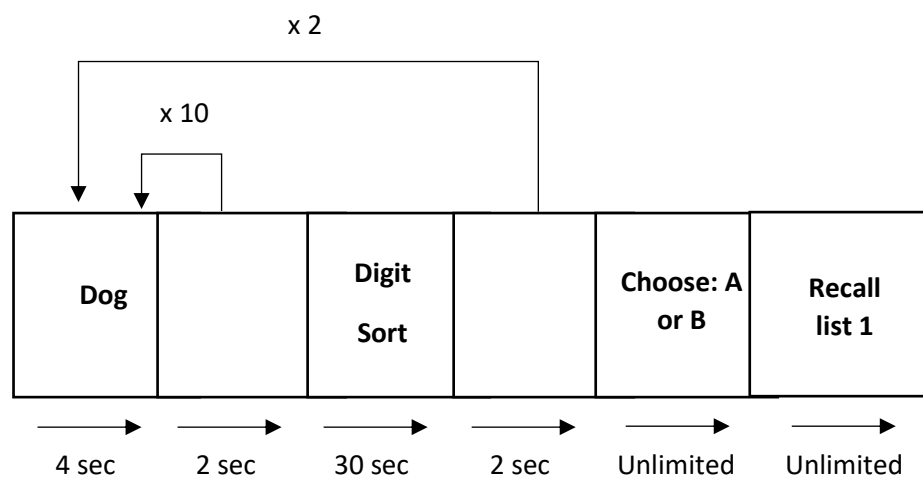 x 2
x 10
Dog
Digit
Sort
Choose: A
or B
Recall
list 1
4 sec
2 sec
30 sec
2 sec
Unlimited
Unlimited